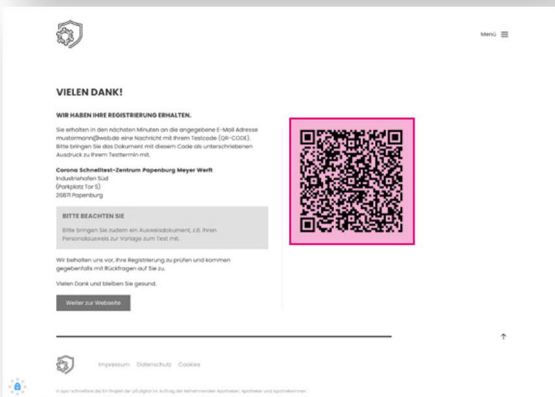 Menü
VIELEN DANK!
WIR HABEN IHRE REGISTRIERUNG ERHALTEN.
Sie erhalten in den nächsten Minuten an die angegebene E-Mail Adresse
mustermann@web.de eine Nachricht mit Ihrem Testcode (QR-CODE).
Bitte bringen Sie das Dokument mit diesem Code als unterschriebenen
Ausdruck zu Ihrem Testtermin mit.
Corona Schnelltest-Zentrum Papenburg Meyer Werft
Industriehafen Süd
(Parkplatz Tor 5)
26871 Papenburg
BITTE BEACHTEN SIE
Bitte bringen Sie zudem ein Ausweisdokument, z.B. Ihren
Personalausweis zur Vorlage zum Test mit.
Wir behalten uns vor, Ihre Registrierung zu prüfen und kommen
gegebenfalls mit Rückfragen auf Sie zu.
Vielen Dank und bleiben Sie gesund.
Weiter zur Webseite
Impressum Datenschutz Cookies